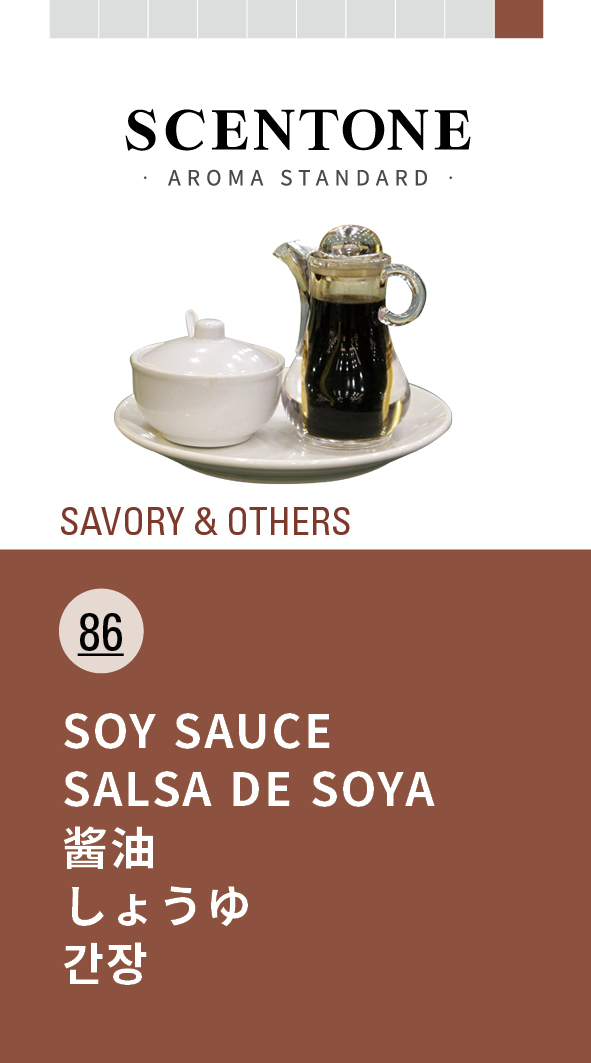 SCENTONE
· AROMA STANDARD ·
SAVORY & OTHERS
86
SOY SAUCE
SALSA DE SOYA
酱油
しょうゆ
간장